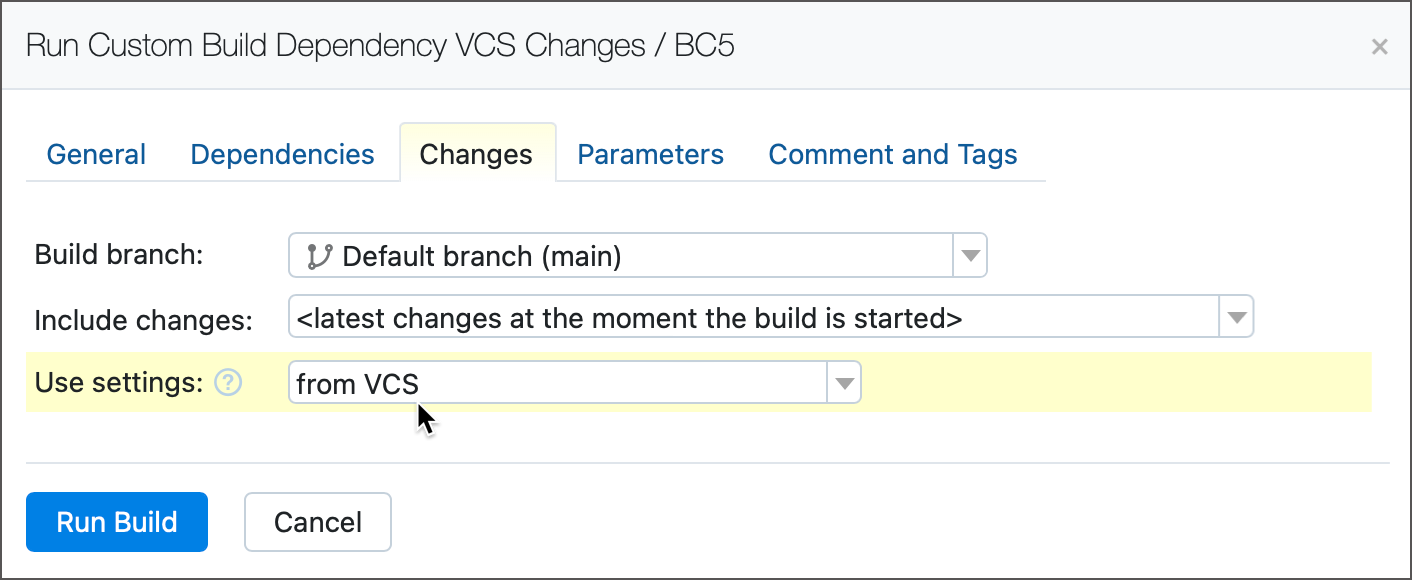 Run Custom Build Dependency VCS Changes / BC5
×
General Dependencies Changes Parameters Comment and Tags
Build branch: Default branch (main)
Include changes: <latest changes at the moment the build is started>
Use settings: ? from VCS
Run Build Cancel